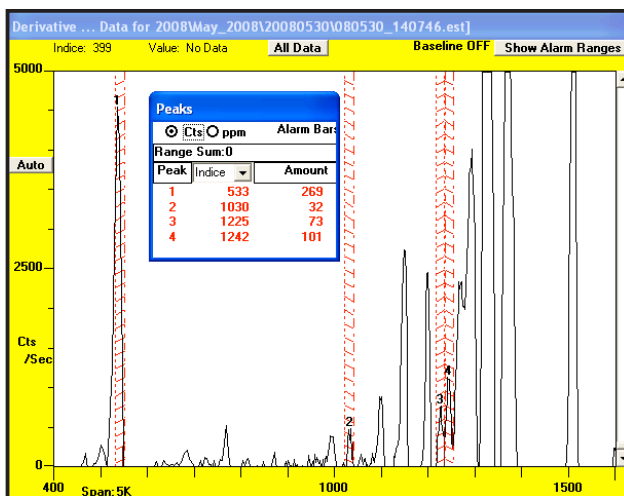 Derivative ... Data for 2008\May_2008\20080530\080530_140746.est]
Indice: 399 Value: No Data All Data Baseline OFF Show Alarm Ranges
5000
Peaks
Cts ppm Alarm Bars
Range Sum:0
Peak Indice Amount
1 533 269
2 1030 32
3 1225 73
4 1242 101
Auto
2500
Cts
/Sec
0
1
2
3
4
400 1000 1500
Span:5K